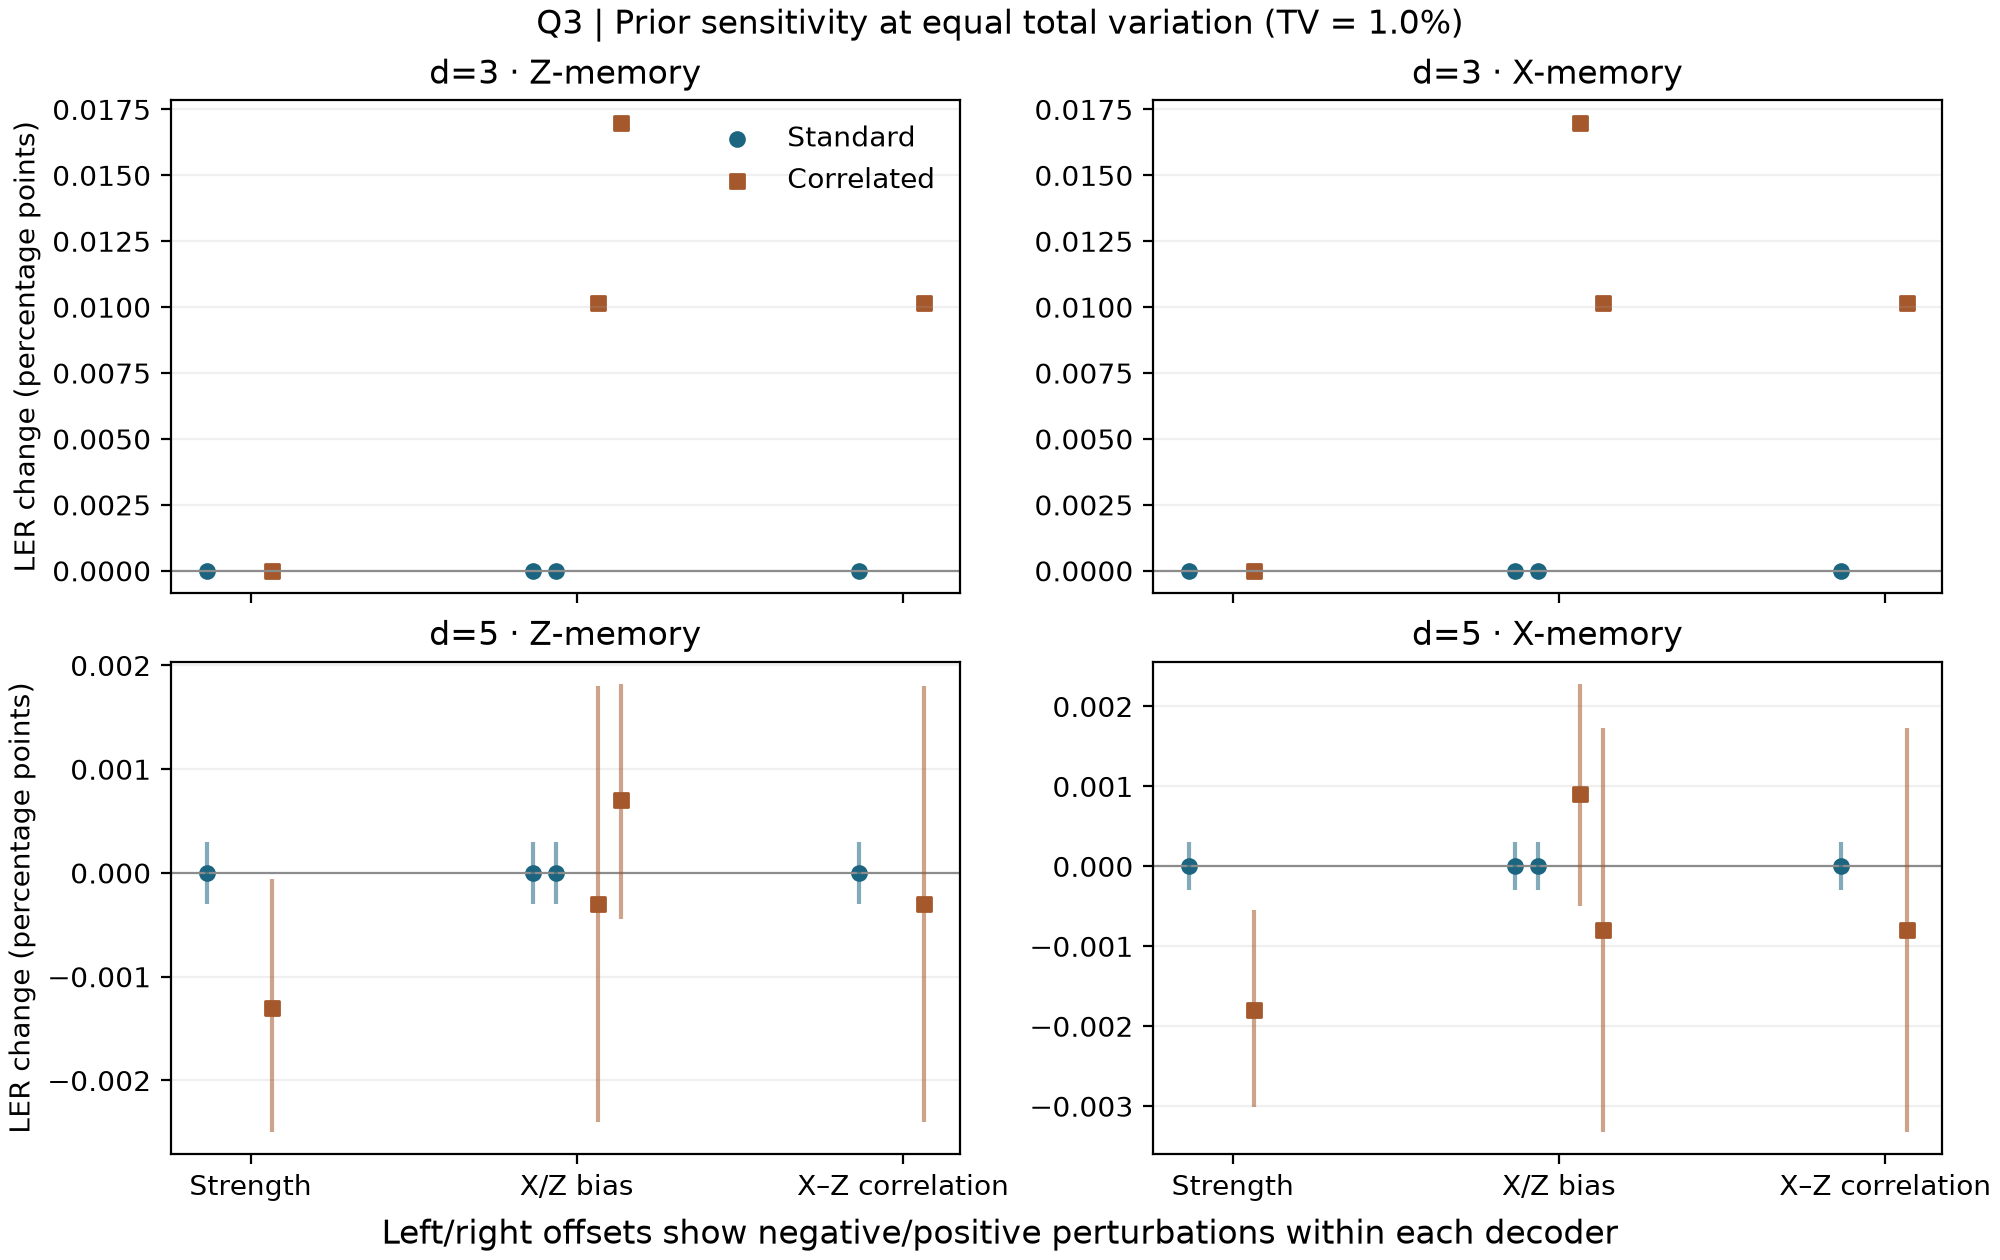 Q3 | Prior sensitivity at equal total variation (TV = 1.0%)
d=3 · Z-memory
LER change (percentage points)
0.0175
0.0150
0.0125
0.0100
0.0075
0.0050
0.0025
0.0000
Standard
Correlated
d=3 · X-memory
0.0175
0.0150
0.0125
0.0100
0.0075
0.0050
0.0025
0.0000
d=5 · Z-memory
LER change (percentage points)
0.002
0.001
0.000
−0.001
−0.002
Strength
X/Z bias
X–Z correlation
d=5 · X-memory
0.002
0.001
0.000
−0.001
−0.002
−0.003
Strength
X/Z bias
X–Z correlation
Left/right offsets show negative/positive perturbations within each decoder